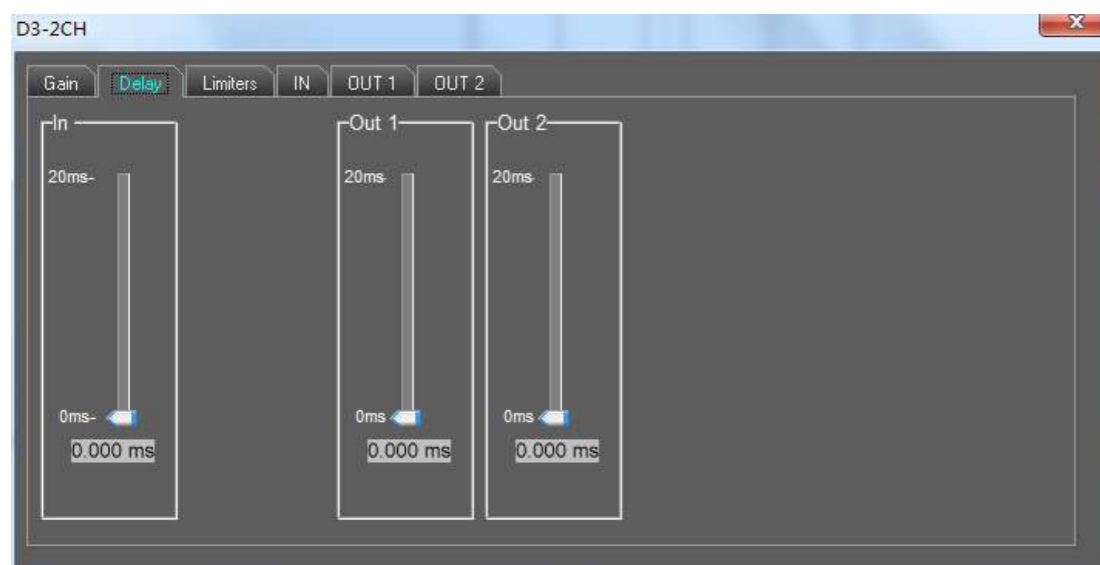 D3-2CH
X
Gain Delay Limiters IN OUT 1 OUT 2
In Out 1 Out 2
20ms- 20ms- 20ms-
0ms- 0ms- 0ms-
0.000 ms 0.000 ms 0.000 ms